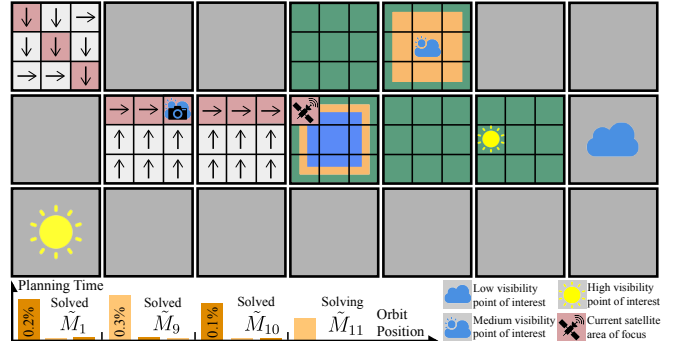 Planning Time
0.2%
Solved
M̃1
0.3%
Solved
M̃9
0.1%
Solved
M̃10
Solving
M̃11
Orbit
Position
Low visibility
point of interest
High visibility
point of interest
Medium visibility
point of interest
Current satellite
area of focus